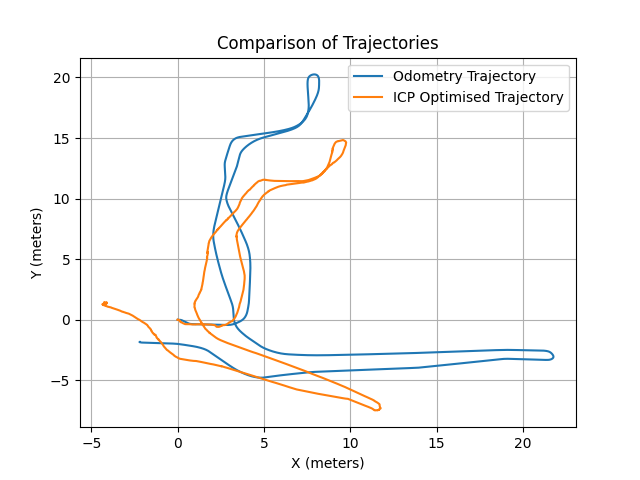 Comparison of Trajectories
Odometry Trajectory
ICP Optimised Trajectory
Y (meters)
20
15
10
5
0
−5
−5 0 5 10 15 20
X (meters)